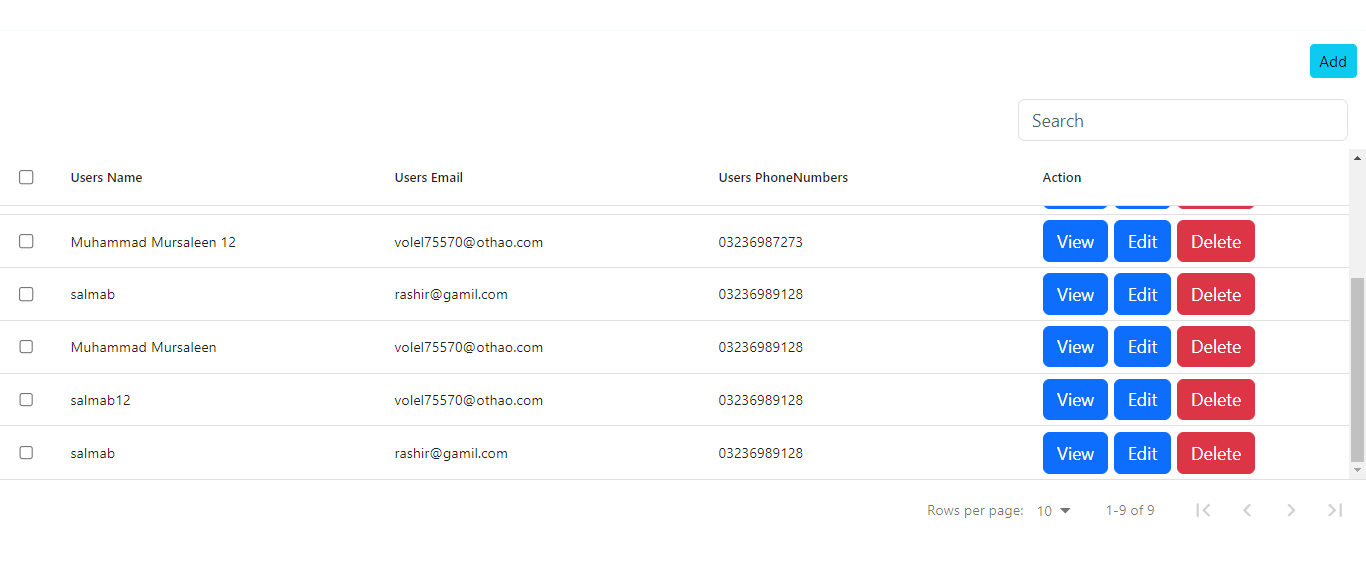 Add
Search
Users Name Users Email Users PhoneNumbers Action
Muhammad Mursaleen 12 volel75570@othao.com 03236987273 View Edit Delete
salmab rashir@gamil.com 03236989128 View Edit Delete
Muhammad Mursaleen volel75570@othao.com 03236989128 View Edit Delete
salmab12 volel75570@othao.com 03236989128 View Edit Delete
salmab rashir@gamil.com 03236989128 View Edit Delete
Rows per page: 10 1-9 of 9